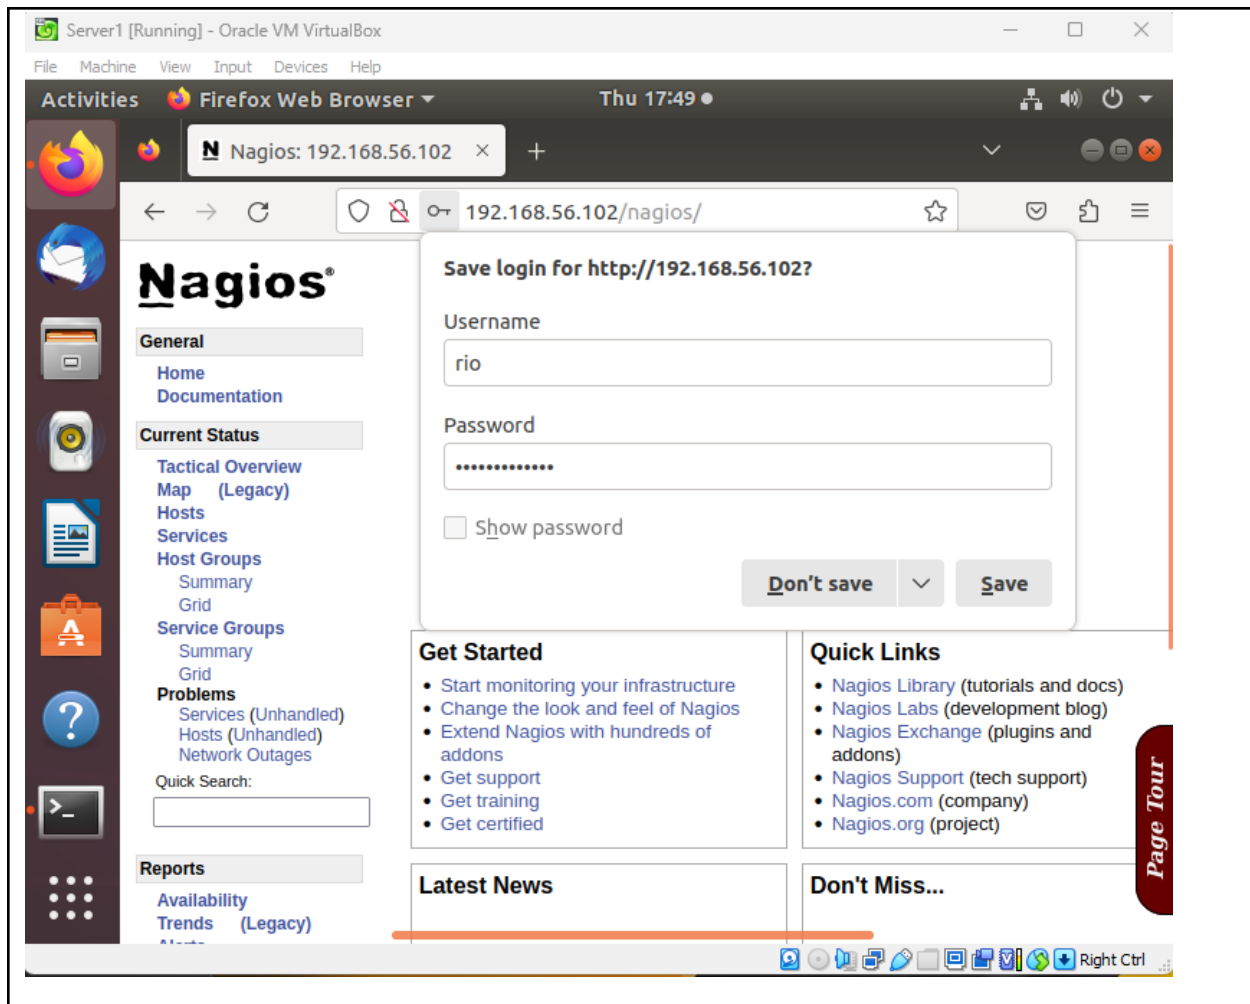 Server1 [Running] - Oracle VM VirtualBox
File Machine View Input Devices Help
Activities Firefox Web Browser Thu 17:49
N Nagios: 192.168.56.102
192.168.56.102/nagios/
Nagios®
General
Home
Documentation
Current Status
Tactical Overview
Map (Legacy)
Hosts
Services
Host Groups
Summary
Grid
Service Groups
Summary
Grid
Problems
Services (Unhandled)
Hosts (Unhandled)
Network Outages
Quick Search:
Reports
Availability
Trends (Legacy)
Save login for http://192.168.56.102?
Username
rio
Password
•••••••••••••
Show password
Don't save
Save
Get Started
• Start monitoring your infrastructure
• Change the look and feel of Nagios
• Extend Nagios with hundreds of
addons
• Get support
• Get training
• Get certified
Quick Links
• Nagios Library (tutorials and docs)
• Nagios Labs (development blog)
• Nagios Exchange (plugins and
addons)
• Nagios Support (tech support)
• Nagios.com (company)
• Nagios.org (project)
Page Tour
Latest News
Don't Miss...
Right Ctrl